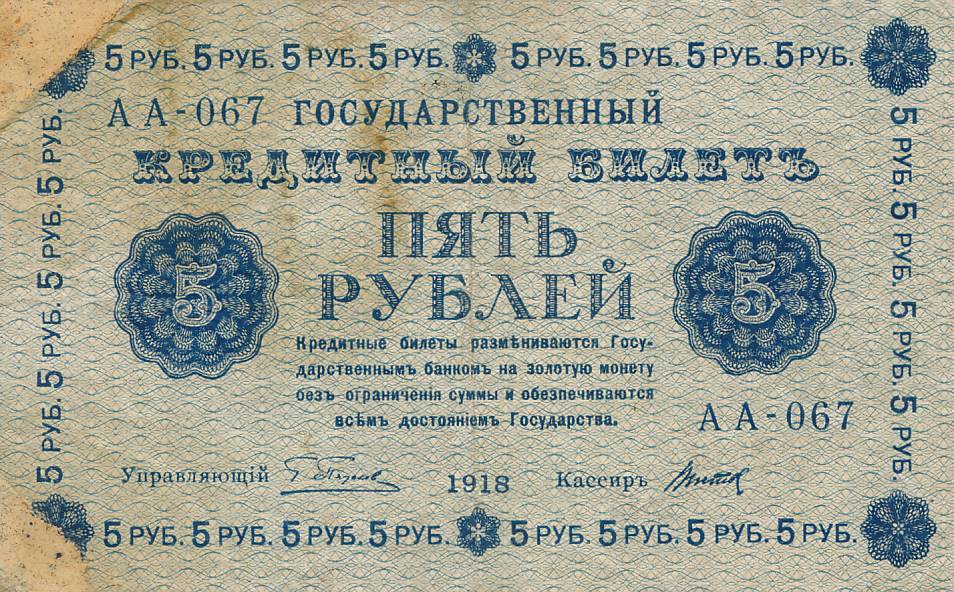 5 РУБ. 5 РУБ. 5 РУБ. 5 РУБ. 5 РУБ. 5 РУБ. 5 РУБ. 5 РУБ.
АА-067 ГОСУДАРСТВЕННЫЙ
КРЕДИТНЫЙ БИЛЕТЪ
ПЯТЬ
РУБЛЕЙ
5
5
Кредитные билеты размѣниваются Госу-
дарственнымъ банкомъ на золотую монету
безъ ограниченія суммы и обезпечиваются
всѣмъ достояніемъ Государства.
АА-067
Управляющій
1918
Кассиръ
5 РУБ. 5 РУБ. 5 РУБ. 5 РУБ. 5 РУБ. 5 РУБ. 5 РУБ. 5 РУБ.
5 РУБ. 5 РУБ. 5 РУБ. 5 РУБ.
5 РУБ. 5 РУБ. 5 РУБ. 5 РУБ.